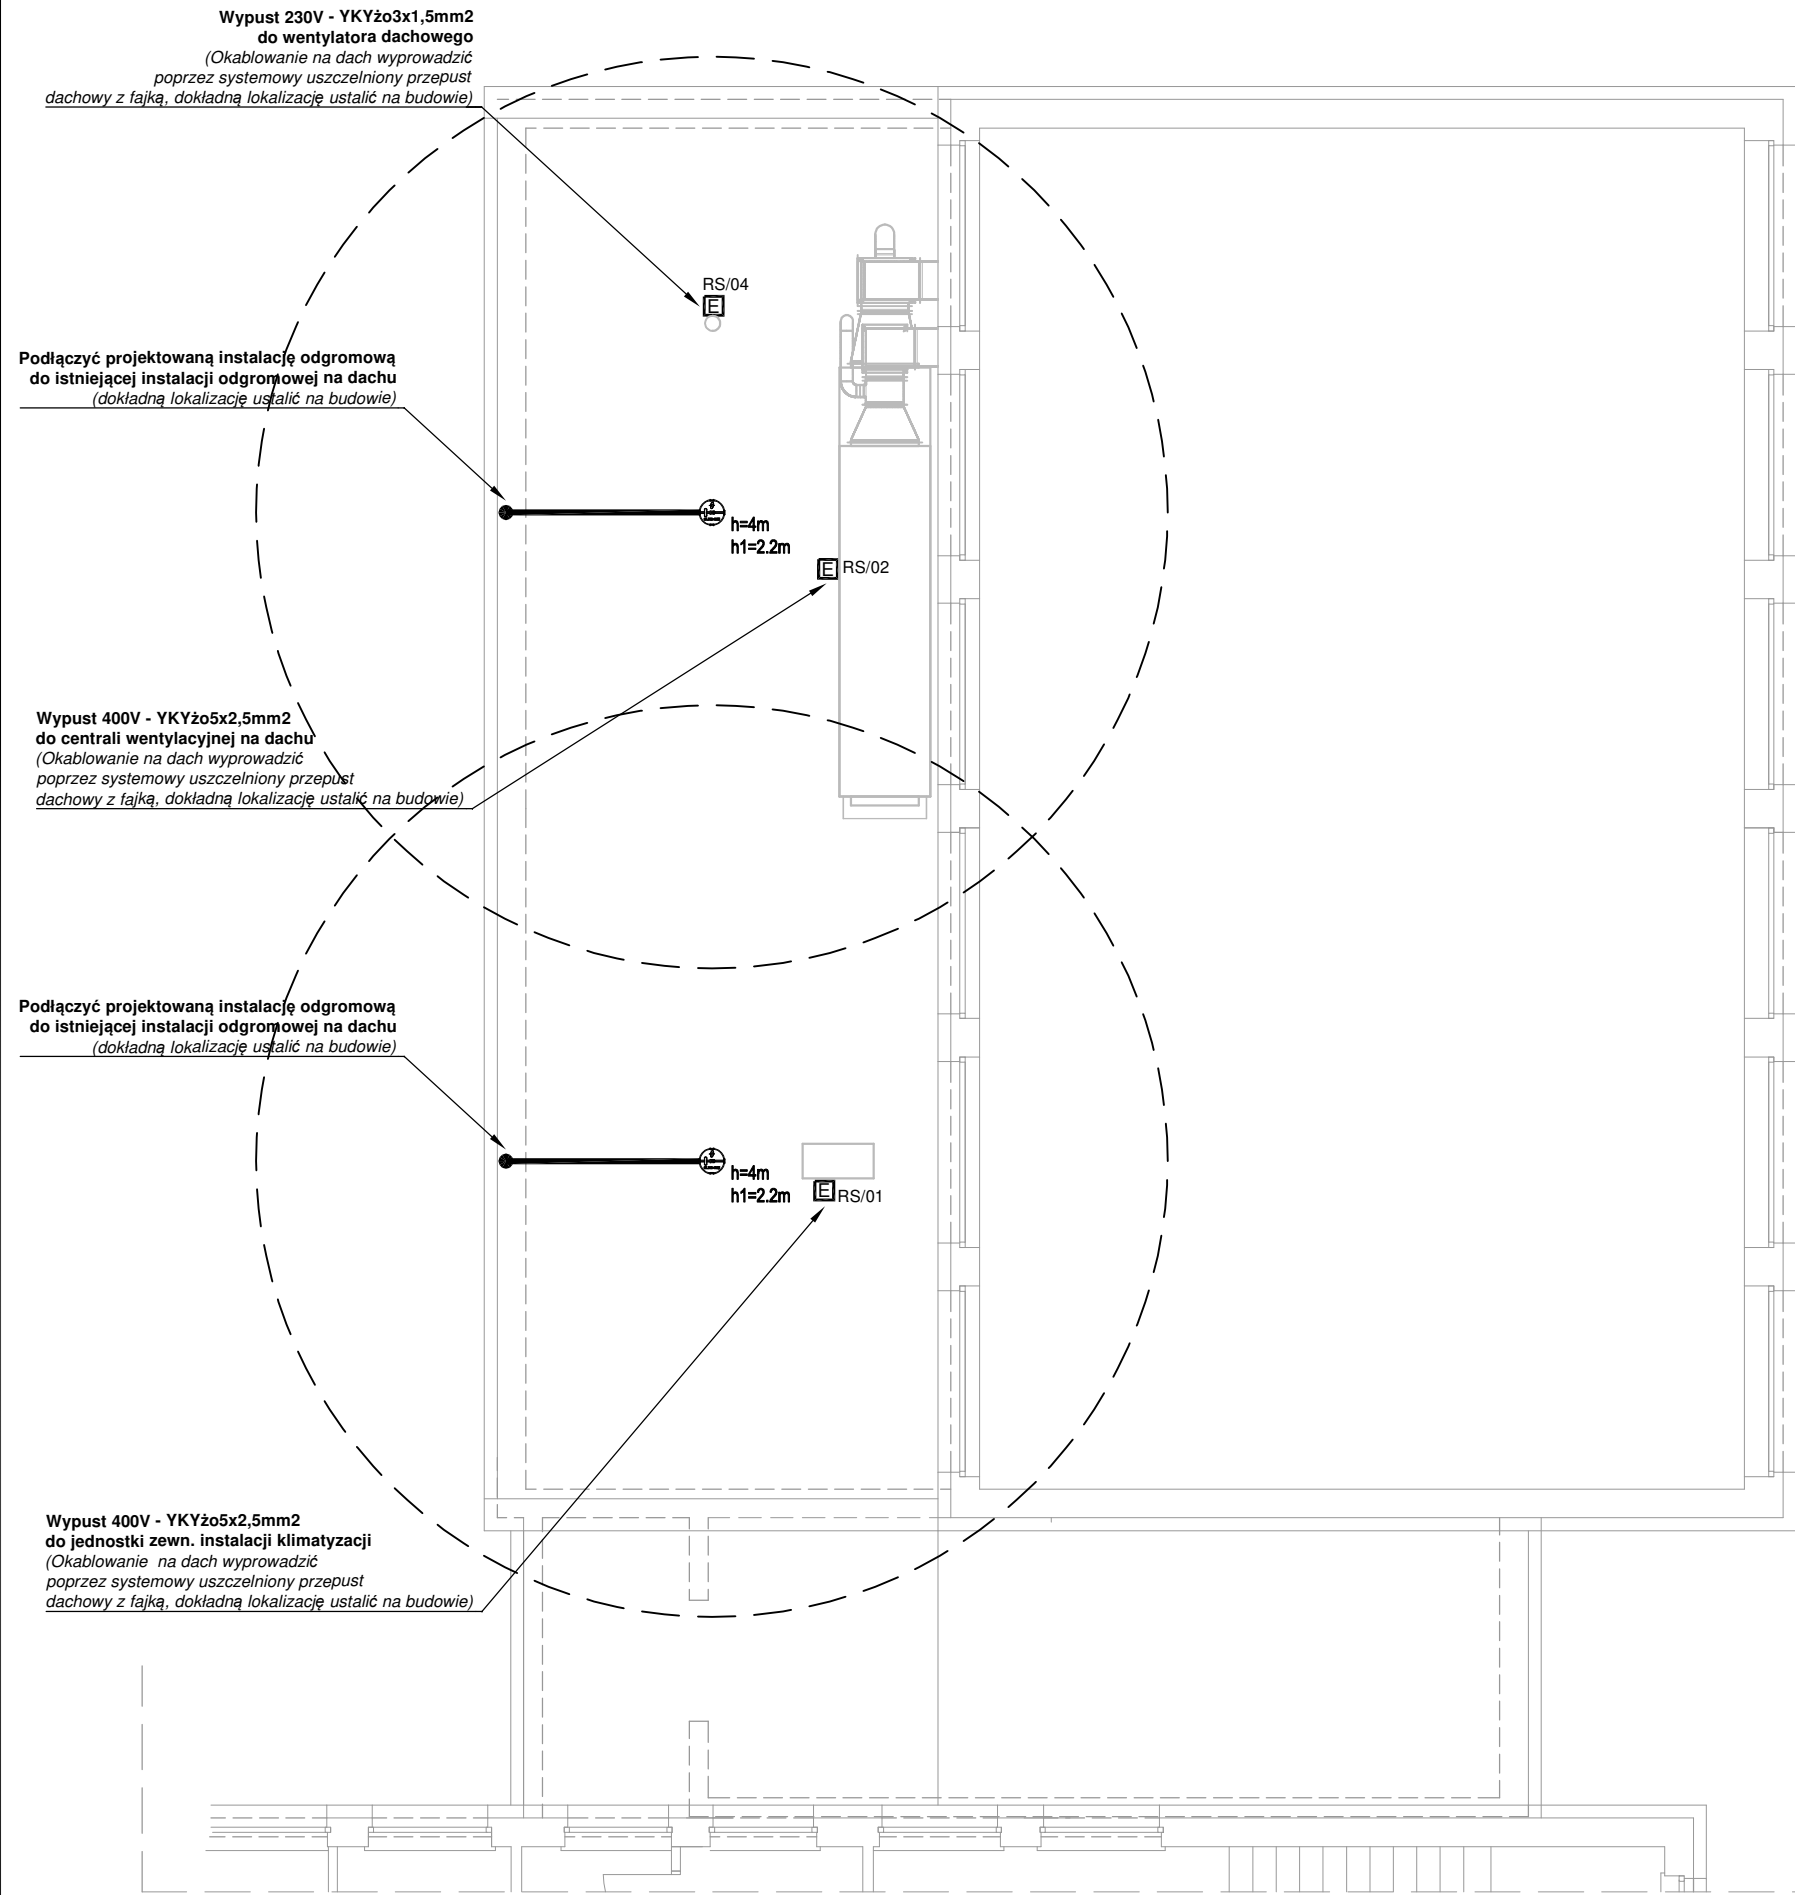 Wypust 230V - YKYżo3x1,5mm2
do wentylatora dachowego
(Okablowanie na dach wyprowadzić
poprzez systemowy uszczelniony przepust
dachowy z fajką, dokładną lokalizację ustalić na budowie)
RS/04
E
Podłączyć projektowaną instalację odgromową
do istniejącej instalacji odgromowej na dachu
(dokładną lokalizację ustalić na budowie)
h=4m
h1=2.2m
E RS/02
Wypust 400V - YKYżo5x2,5mm2
do centrali wentylacyjnej na dachu
(Okablowanie na dach wyprowadzić
poprzez systemowy uszczelniony przepust
dachowy z fajką, dokładną lokalizację ustalić na budowie)
Podłączyć projektowaną instalację odgromową
do istniejącej instalacji odgromowej na dachu
(dokładną lokalizację ustalić na budowie)
h=4m
h1=2.2m
E RS/01
Wypust 400V - YKYżo5x2,5mm2
do jednostki zewn. instalacji klimatyzacji
(Okablowanie na dach wyprowadzić
poprzez systemowy uszczelniony przepust
dachowy z fajką, dokładną lokalizację ustalić na budowie)